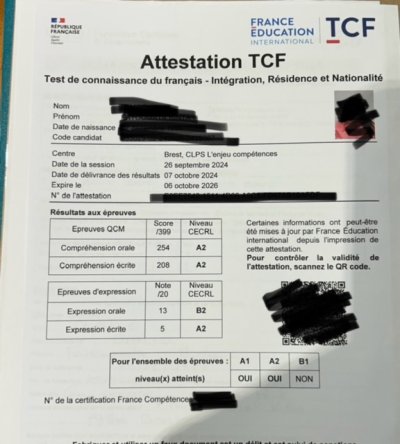 RÉPUBLIQUE
FRANÇAISE
FRANCE
ÉDUCATION
INTERNATIONAL
TCF
Attestation TCF
Test de connaissance du français - Intégration, Résidence et Nationalité
Nom
Prénom
Date de naissance
Code candidat
Centre Brest, CLPS L'enjeu compétences
Date de la session 26 septembre 2024
Date de délivrance des résultats 07 octobre 2024
Expire le 06 octobre 2026
N° de l'attestation
Résultats aux épreuves
Epreuves QCM Score /399 Niveau CECRL
Compréhension orale 254 A2
Compréhension écrite 208 A2
Certaines informations ont peut-être
été mises à jour par France Éducation
international depuis l'impression de
cette attestation.
Pour contrôler la validité de
l'attestation, scannez le QR code.
Epreuves d'expression Note /20 Niveau CECRL
Expression orale 13 B2
Expression écrite 5 A2
Pour l'ensemble des épreuves : A1 A2 B1
niveau(x) atteint(s) OUI OUI NON
N° de la certification France Compétences